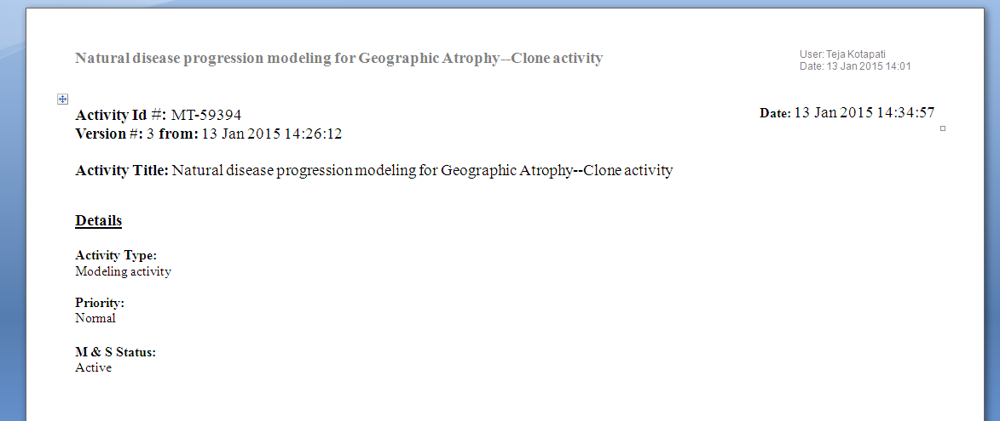 Natural disease progression modeling for Geographic Atrophy--Clone activity
User: Teja Kotapati
Date: 13 Jan 2015 14:01
Activity Id #: MT-59394
Date: 13 Jan 2015 14:34:57
Version #: 3 from: 13 Jan 2015 14:26:12
Activity Title: Natural disease progression modeling for Geographic Atrophy--Clone activity
Details
Activity Type:
Modeling activity
Priority:
Normal
M & S Status:
Active